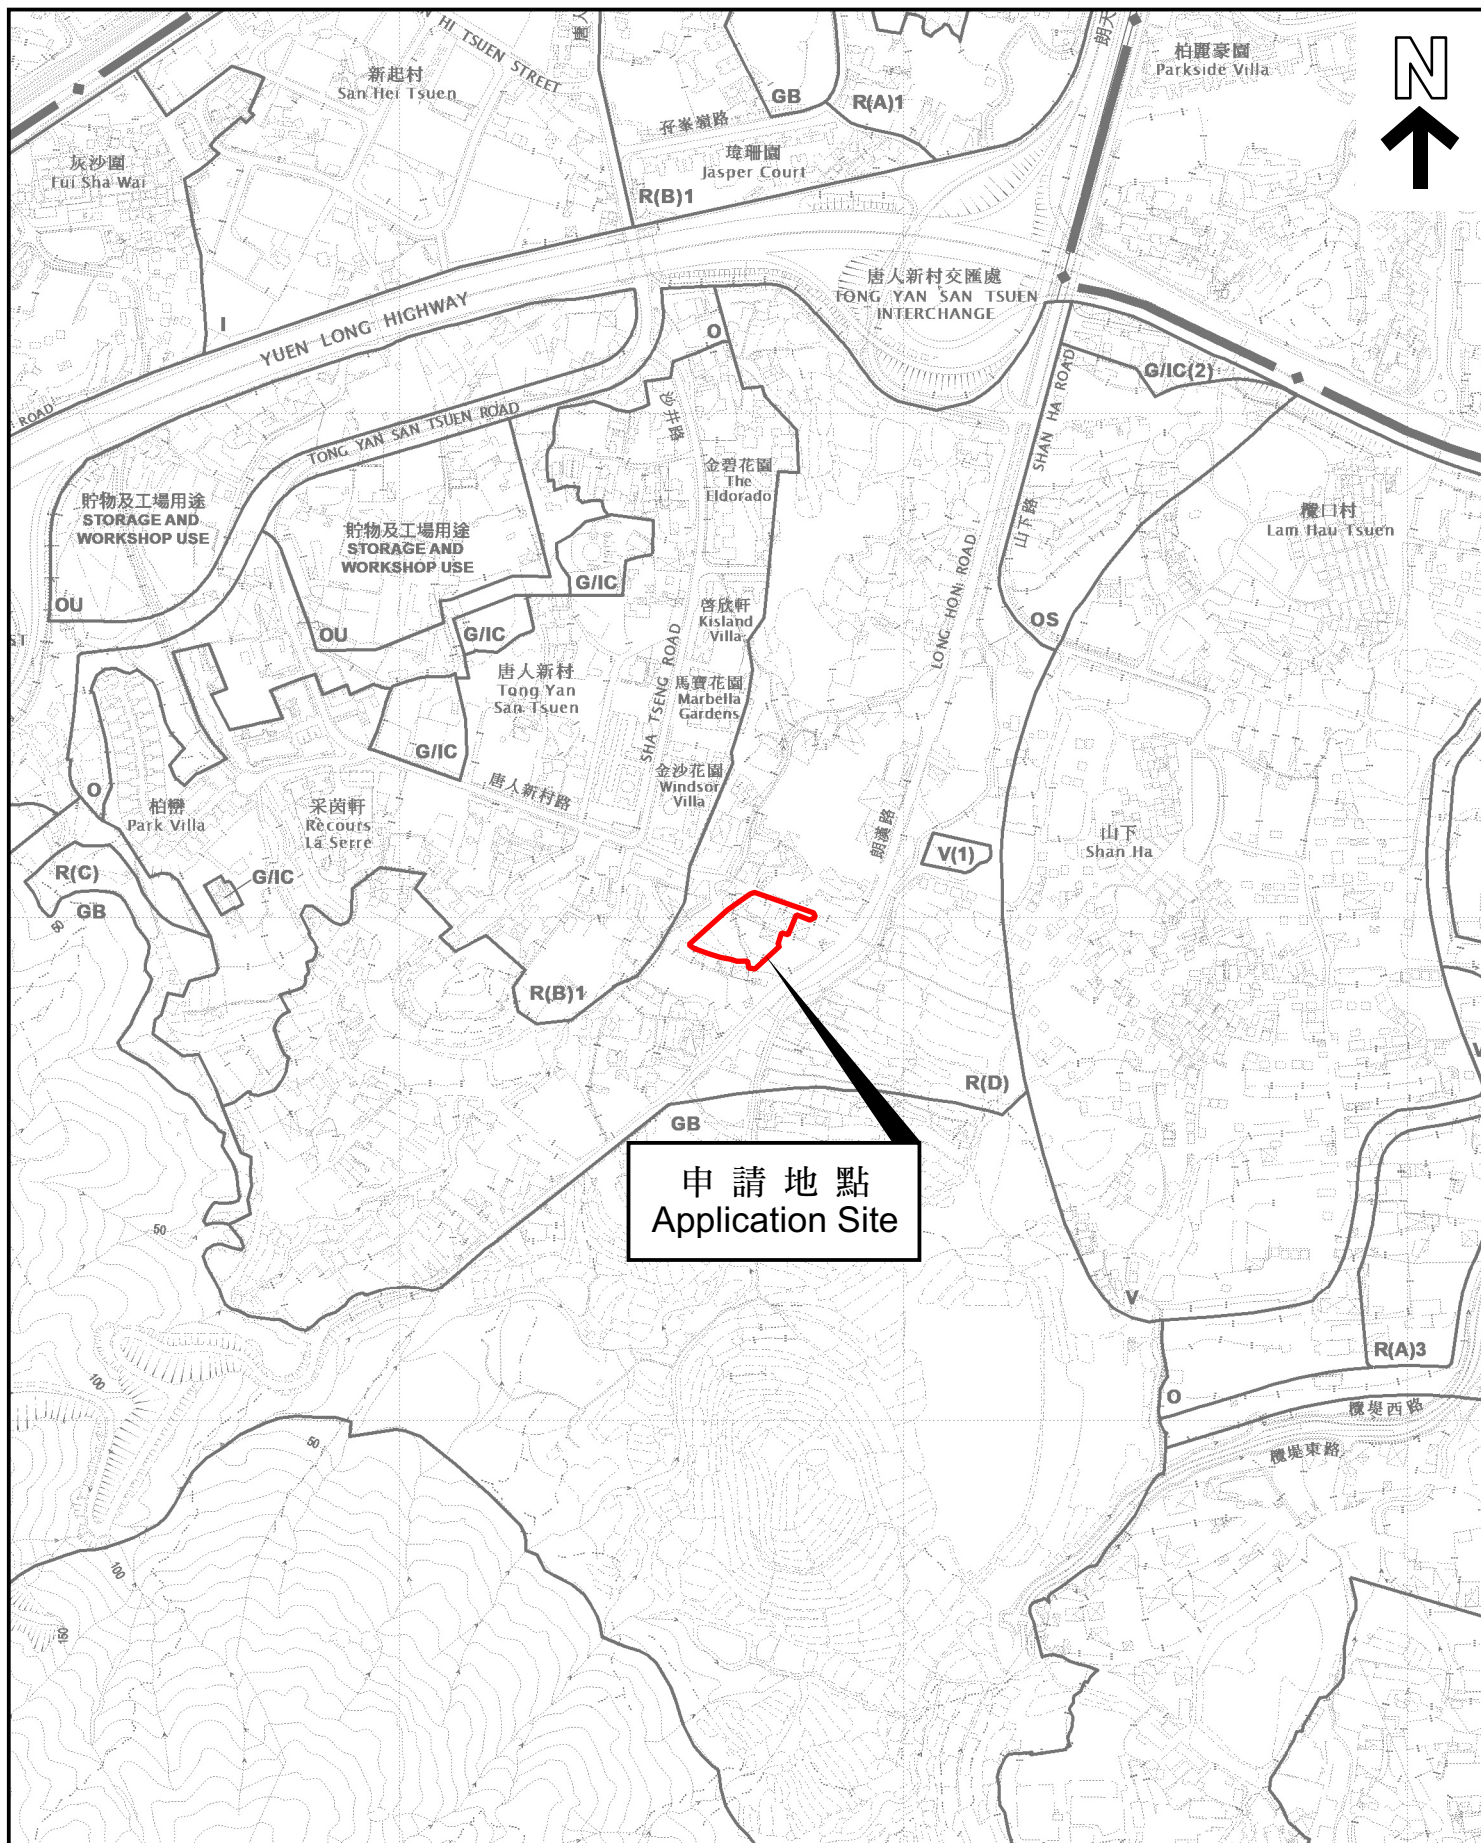 N
新起村
San Hei Tsuen
HI TSUEN STREET
唐人
朗天
柏麗豪園
Parkside Villa
GB
R(A)1
孖峯嶺路
瑋珊園
Jasper Court
R(B)1
灰沙圍
Fui Sha Wai
I
YUEN LONG HIGHWAY
唐人新村交匯處
TONG YAN SAN TSUEN
INTERCHANGE
O
G/IC(2)
ROAD
TONG YAN SAN TSUEN ROAD
沙井路
SHAN HA ROAD
山下路
貯物及工場用途
STORAGE AND
WORKSHOP USE
OU
貯物及工場用途
STORAGE AND
WORKSHOP USE
OU
金碧花園
The
Eldorado
欖口村
Lam Hau Tsuen
G/IC
G/IC
啓欣軒
Kisland
Villa
LONG HON ROAD
OS
ST
唐人新村
Tong Yan
San Tsuen
SHA TSENG ROAD
馬寶花園
Marbella
Gardens
G/IC
金沙花園
Windsor
Villa
唐人新村路
O
柏巒
Park Villa
采茵軒
Recours
La Serre
朗漢路
V(1)
山下
Shan Ha
R(C)
G/IC
GB
50
R(B)1
V
R(D)
GB
申請地點
Application Site
50
V
R(A)3
O
欖堤西路
欖堤東路
100
50
100
150